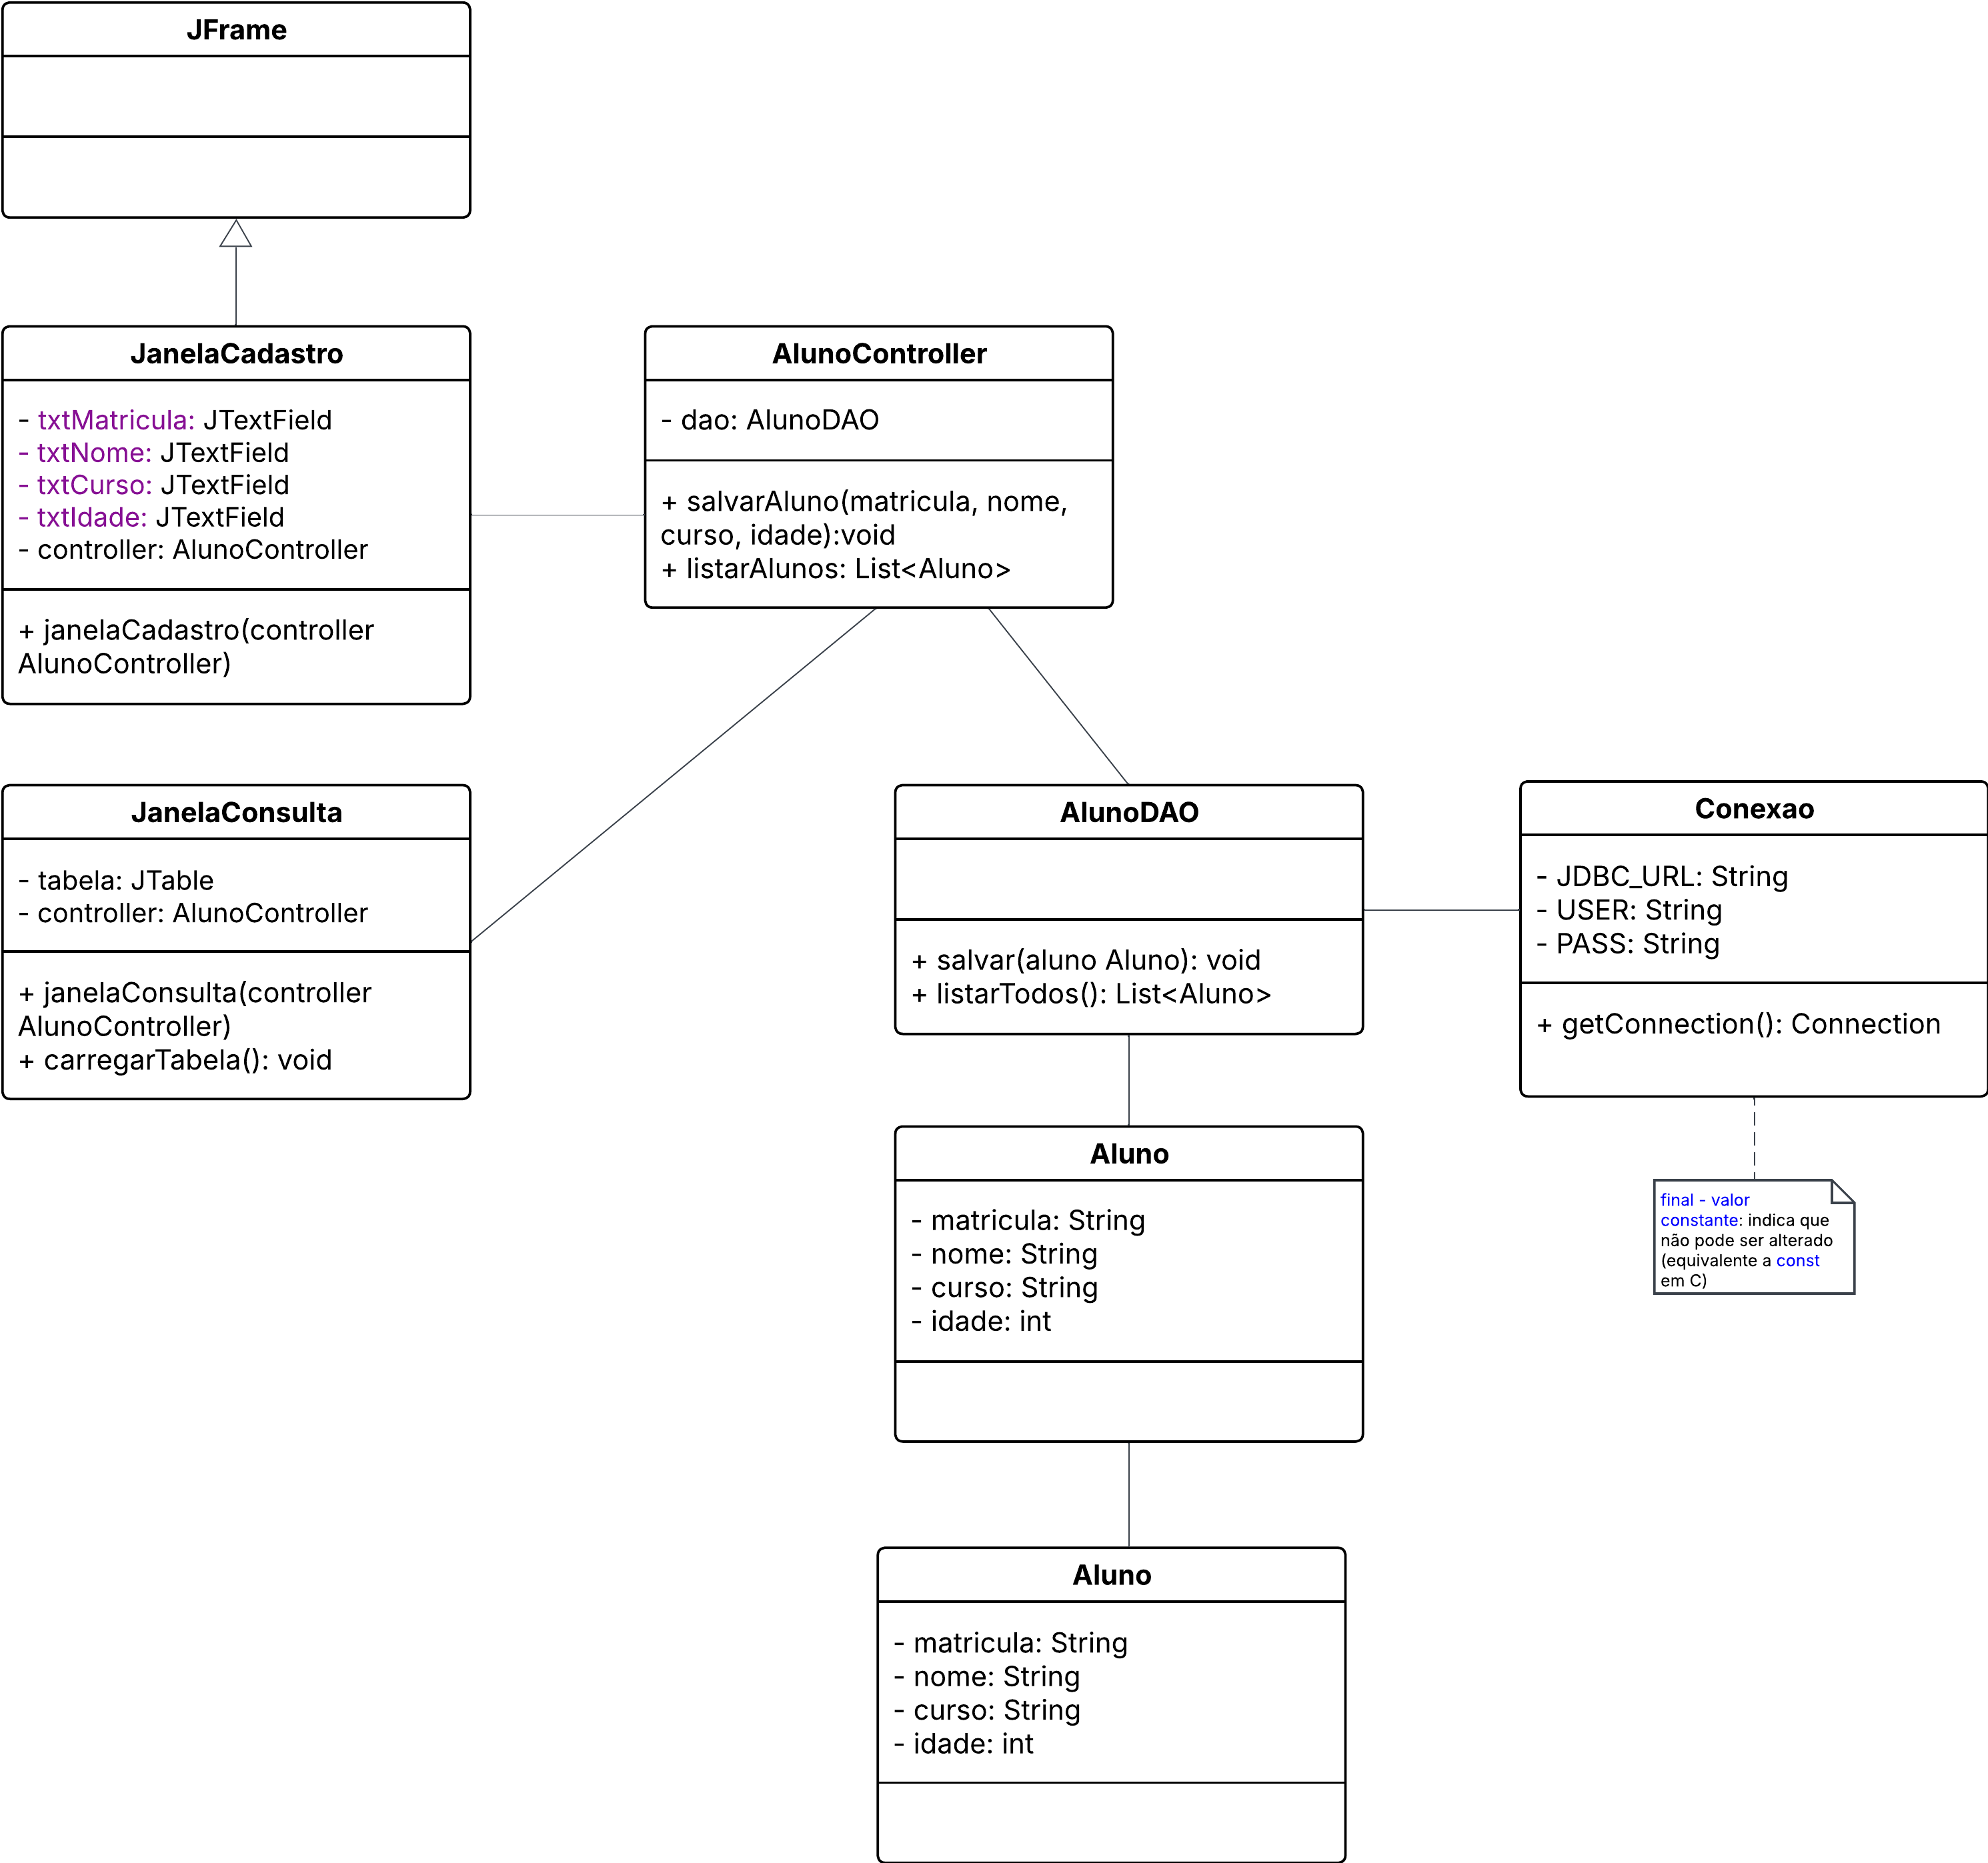 JFrame
JanelaCadastro
- txtMatricula: JTextField
- txtNome: JTextField
- txtCurso: JTextField
- txtIdade: JTextField
- controller: AlunoController
+ janelaCadastro(controller
AlunoController)
AlunoController
- dao: AlunoDAO
+ salvarAluno(matricula, nome,
curso, idade):void
+ listarAlunos: List<Aluno>
JanelaConsulta
- tabela: JTable
- controller: AlunoController
+ janelaConsulta(controller
AlunoController)
+ carregarTabela(): void
AlunoDAO
+ salvar(aluno Aluno): void
+ listarTodos(): List<Aluno>
Conexao
- JDBC_URL: String
- USER: String
- PASS: String
+ getConnection(): Connection
final - valor
constante: indica que
não pode ser alterado
(equivalente a const
em C)
Aluno
- matricula: String
- nome: String
- curso: String
- idade: int
Aluno
- matricula: String
- nome: String
- curso: String
- idade: int